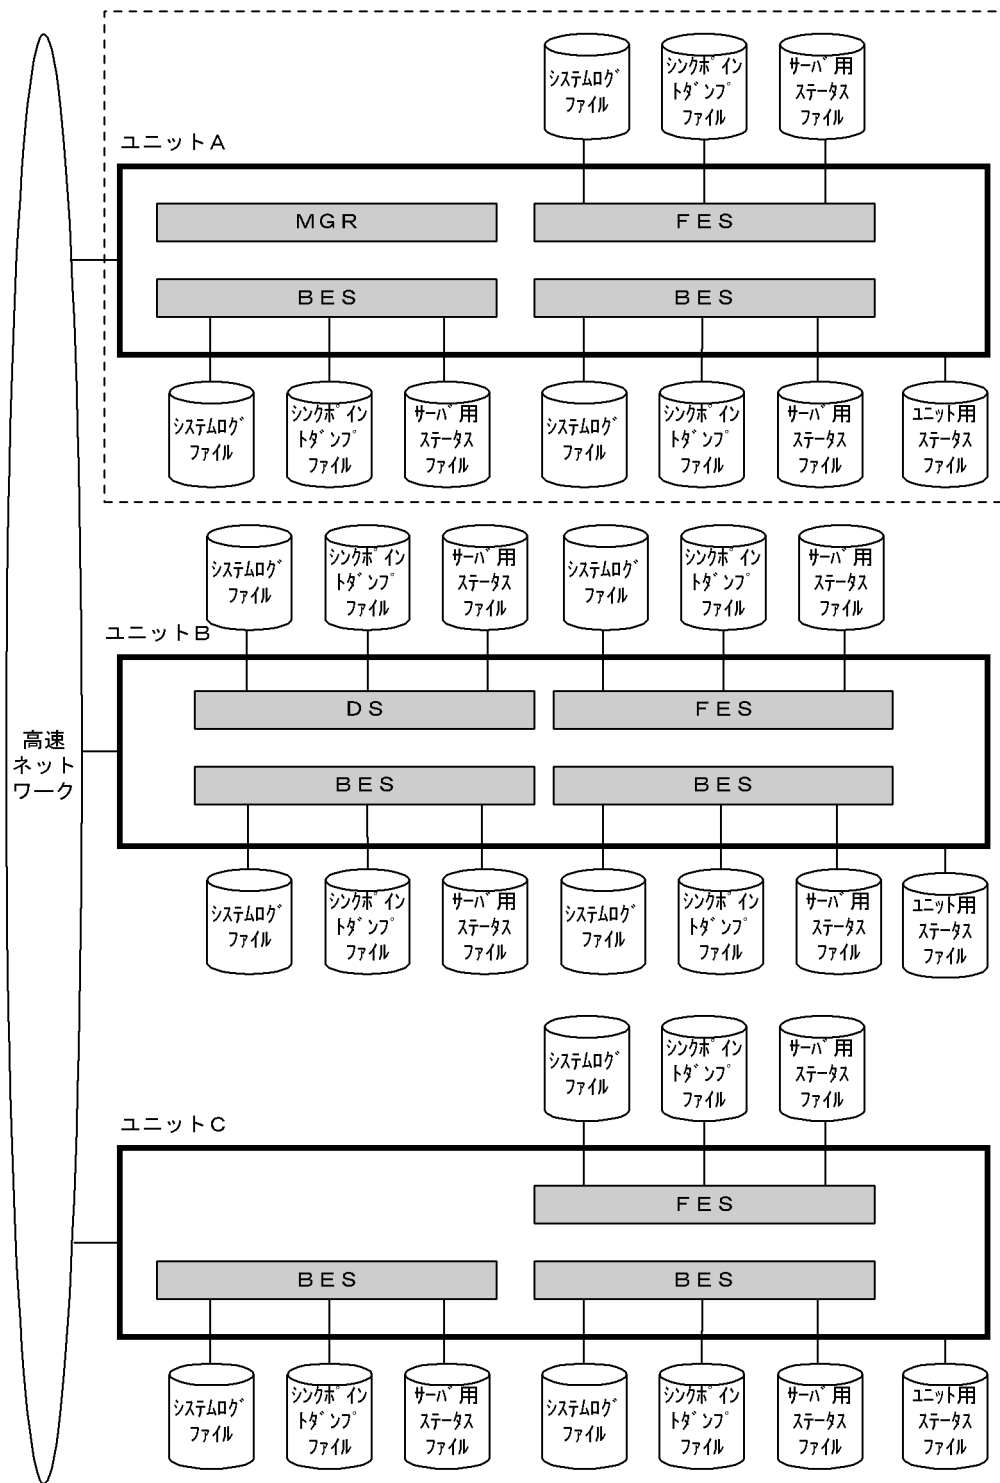 システムログ
ファイル
シンクポイン
トダンプ
ファイル
サーバ用
ステータス
ファイル
ユニットA
MGR
FES
BES
BES
システムログ
ファイル
シンクポイン
トダンプ
ファイル
サーバ用
ステータス
ファイル
システムログ
ファイル
シンクポイン
トダンプ
ファイル
サーバ用
ステータス
ファイル
ユニット用
ステータス
ファイル
システムログ
ファイル
シンクポイン
トダンプ
ファイル
サーバ用
ステータス
ファイル
システムログ
ファイル
シンクポイン
トダンプ
ファイル
サーバ用
ステータス
ファイル
ユニットB
DS
FES
高速
ネット
ワーク
BES
BES
システムログ
ファイル
シンクポイン
トダンプ
ファイル
サーバ用
ステータス
ファイル
システムログ
ファイル
シンクポイン
トダンプ
ファイル
サーバ用
ステータス
ファイル
ユニット用
ステータス
ファイル
システムログ
ファイル
シンクポイン
トダンプ
ファイル
サーバ用
ステータス
ファイル
ユニットC
FES
BES
BES
システムログ
ファイル
シンクポイン
トダンプ
ファイル
サーバ用
ステータス
ファイル
システムログ
ファイル
シンクポイン
トダンプ
ファイル
サーバ用
ステータス
ファイル
ユニット用
ステータス
ファイル